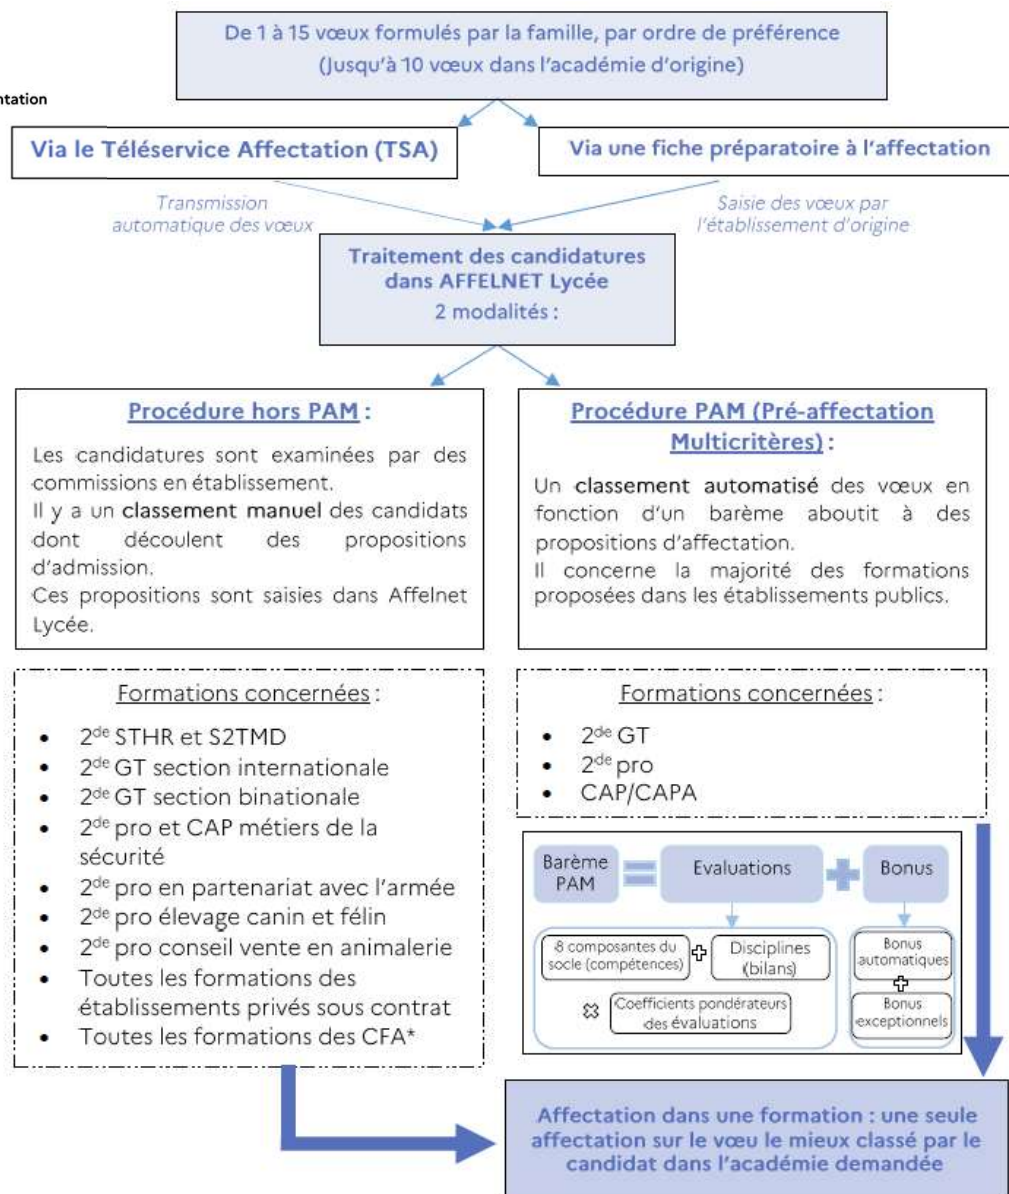 De 1 à 15 vœux formulés par la famille, par ordre de préférence
(Jusqu'à 10 vœux dans l'académie d'origine)
ntation
Via le Téléservice Affectation (TSA)
Via une fiche préparatoire à l'affectation
Transmission
automatique des vœux
Saisie des vœux par
l'établissement d'origine
Traitement des candidatures
dans AFFELNET Lycée
2 modalités :
Procédure hors PAM :
Les candidatures sont examinées par des
commissions en établissement.
Il y a un classement manuel des candidats
dont découlent des propositions
d'admission.
Ces propositions sont saisies dans Affelnet
Lycée.
Procédure PAM (Pré-affectation
Multicritères) :
Un classement automatisé des vœux en
fonction d'un barème aboutit à des
propositions d'affectation.
Il concerne la majorité des formations
proposées dans les établissements publics.
Formations concernées :
• 2de STHR et S2TMD
• 2de GT section internationale
• 2de GT section binationale
• 2de pro et CAP métiers de la
sécurité
• 2de pro en partenariat avec l'armée
• 2de pro élevage canin et félin
• 2de pro conseil vente en animalerie
• Toutes les formations des
établissements privés sous contrat
• Toutes les formations des CFA*
Formations concernées :
• 2de GT
• 2de pro
• CAP/CAPA
Barème
PAM
=
Evaluations
+
Bonus
8 composantes du
socle (compétences)
+
Disciplines
(bilans)
×
Coefficients pondérateurs
des évaluations
Bonus
automatiques
+
Bonus
exceptionnels
Affectation dans une formation : une seule
affectation sur le vœu le mieux classé par le
candidat dans l'académie demandée